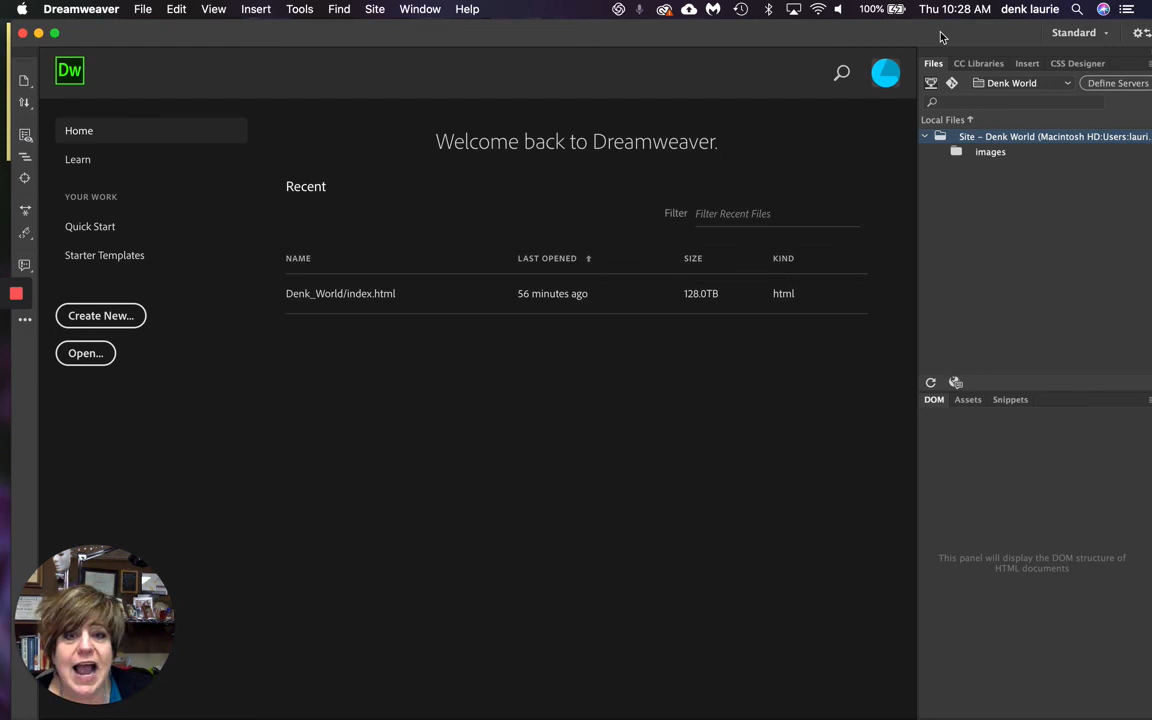 Dreamweaver File Edit View Insert Tools Find Site Window Help 100% Thu 10:28 AM denk laurie
Standard
Dw
Files CC Libraries Insert CSS Designer
Denk World Define Servers
Local Files
Site – Denk World (Macintosh HD:Users:lauri.
images
Home
Learn
YOUR WORK
Quick Start
Starter Templates
Create New...
Open...
Welcome back to Dreamweaver.
Recent
Filter Filter Recent Files
NAME LAST OPENED SIZE KIND
Denk_World/index.html 56 minutes ago 128.0TB html
DOM Assets Snippets
This panel will display the DOM structure of
HTML documents